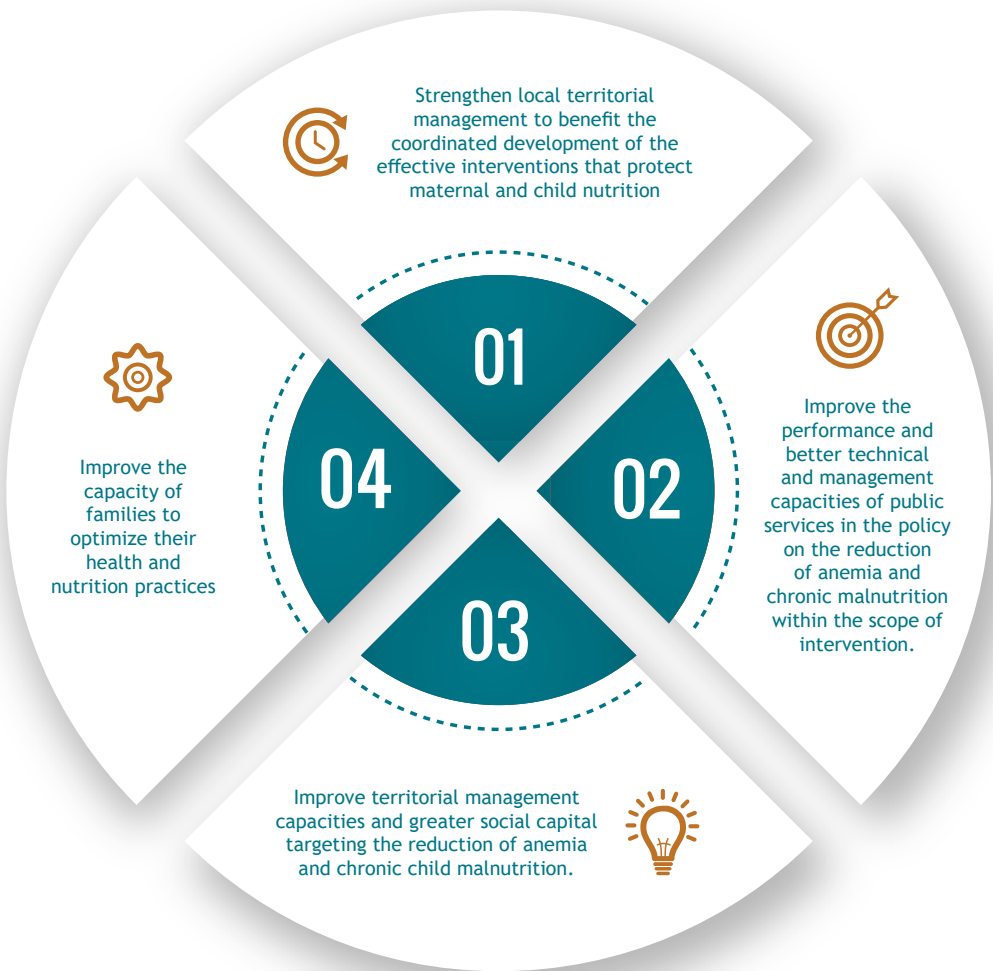 Strengthen local territorial
management to benefit the
coordinated development of the
effective interventions that protect
maternal and child nutrition
01
Improve the
performance and
better technical
and management
capacities of public
services in the policy
on the reduction
of anemia and
chronic malnutrition
within the scope of
intervention.
02
03
Improve territorial management
capacities and greater social capital
targeting the reduction of anemia
and chronic child malnutrition.
04
Improve the
capacity of
families to
optimize their
health and
nutrition practices